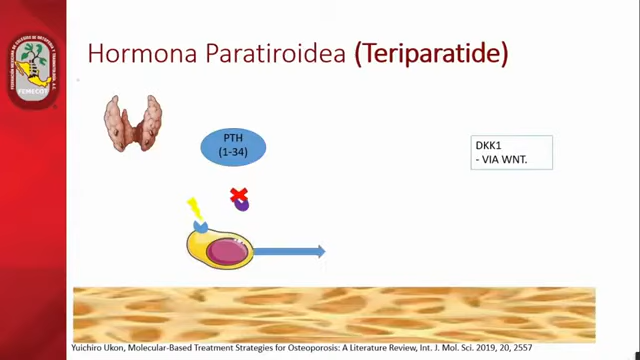 Hormona Paratiroidea (Teriparatide)
FEMECOT
PTH
(1-34)
DKK1
- VIA WNT.
Yuichiro Ukon, Molecular-Based Treatment Strategies for Osteoporosis: A Literature Review, Int. J. Mol. Sci. 2019, 20, 2557